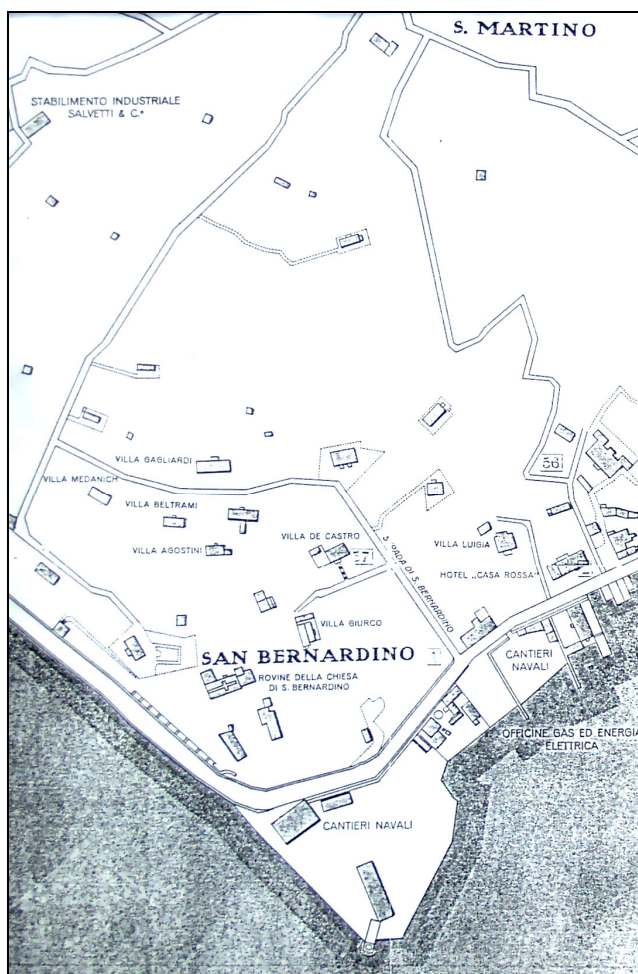 S. MARTINO
STABILIMENTO INDUSTRIALE
SALVETTI & C.ª
VILLA GAGLIARDI
36
VILLA MEDANICH
VILLA BELTRAMI
VILLA AGOSTINI
VILLA DE CASTRO
37
STRADA DI S. BERNARDINO
VILLA LUIGIA
HOTEL „CASA ROSSA"
VILLA GIURCO
SAN BERNARDINO
ROVINE DELLA CHIESA
DI S. BERNARDINO
CANTIERI
NAVALI
OFFICINE GAS ED ENERGIA
ELETTRICA
CANTIERI NAVALI